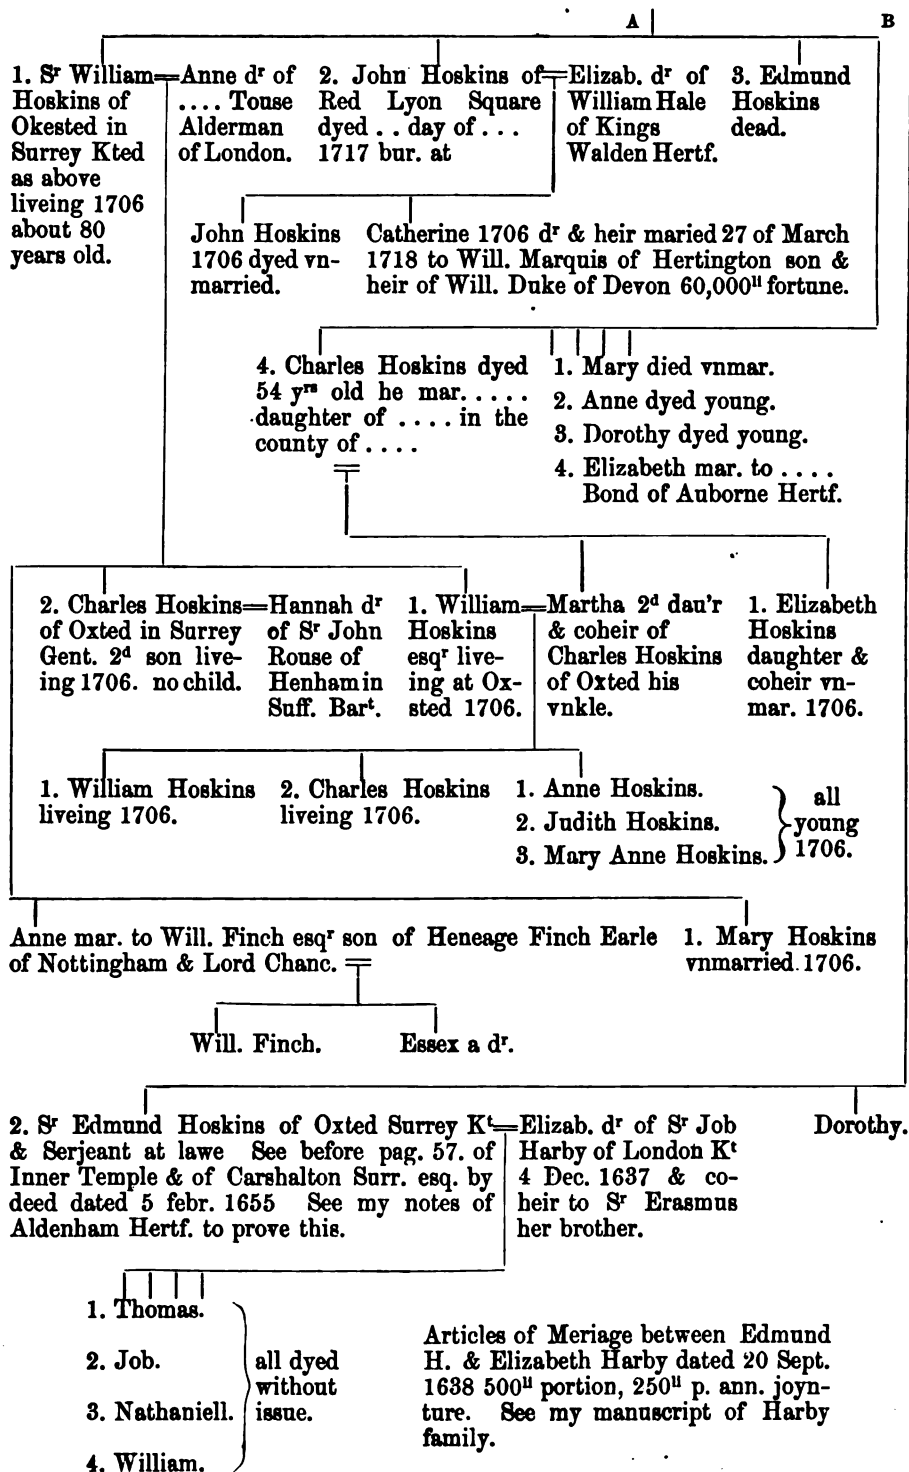 A B
1. Sʳ William=Anne dʳ of 2. John Hoskins of=Elizab. dʳ of 3. Edmund
Hoskins of .... Touse Red Lyon Square William Hale Hoskins
Okested in Alderman dyed .. day of ... of Kings dead.
Surrey Kted of London. 1717 bur. at Walden Hertf.
as above
liveing 1706
about 80
years old.
John Hoskins Catherine 1706 dʳ & heir maried 27 of March
1706 dyed vn- 1718 to Will. Marquis of Hertington son &
married. heir of Will. Duke of Devon 60,000ˡˡ fortune.
4. Charles Hoskins dyed 1. Mary died vnmar.
54 yʳˢ old he mar..... 2. Anne dyed young.
daughter of .... in the 3. Dorothy dyed young.
county of .... 4. Elizabeth mar. to ....
Bond of Auborne Hertf.
2. Charles Hoskins=Hannah dʳ 1. William=Martha 2ᵈ dau'r 1. Elizabeth
of Oxted in Surrey of Sʳ John Hoskins & coheir of Hoskins
Gent. 2ᵈ son live- Rouse of esqʳ live- Charles Hoskins daughter &
ing 1706. no child. Henham in ing at Ox- of Oxted his coheir vn-
Suff. Barᵗ. sted 1706. vnkle. mar. 1706.
1. William Hoskins 2. Charles Hoskins 1. Anne Hoskins. all
liveing 1706. liveing 1706. 2. Judith Hoskins. young
3. Mary Anne Hoskins. 1706.
Anne mar. to Will. Finch esqʳ son of Heneage Finch Earle 1. Mary Hoskins
of Nottingham & Lord Chanc. vnmarried. 1706.
Will. Finch. Essex a dʳ.
2. Sʳ Edmund Hoskins of Oxted Surrey Kᵗ=Elizab. dʳ of Sʳ Job Dorothy.
& Serjeant at lawe See before pag. 57. of Harby of London Kᵗ
Inner Temple & of Carshalton Surr. esq. by 4 Dec. 1637 & co-
deed dated 5 febr. 1655 See my notes of heir to Sʳ Erasmus
Aldenham Hertf. to prove this. her brother.
1. Thomas.
2. Job. all dyed
3. Nathaniell. without
4. William. issue.
Articles of Meriage between Edmund
H. & Elizabeth Harby dated 20 Sept.
1638 500ˡˡ portion, 250ˡˡ p. ann. joyn-
ture. See my manuscript of Harby
family.